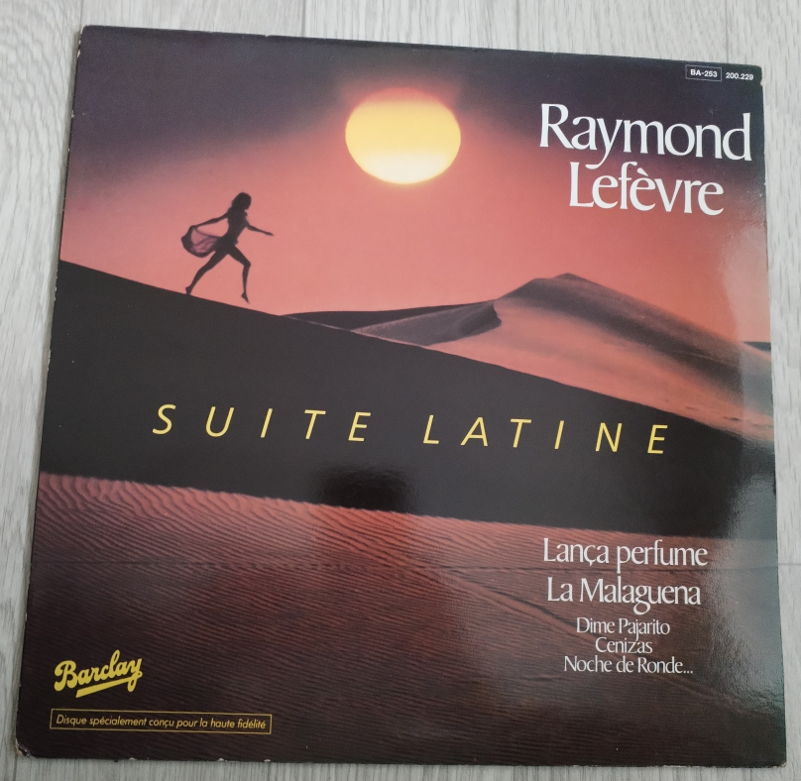 BA-253 200.229
Raymond
Lefèvre
SUITE LATINE
Lança perfume
La Malaguena
Dime Pajarito
Cenizas
Noche de Ronde...
Barclay
Disque spécialement conçu pour la haute fidélité